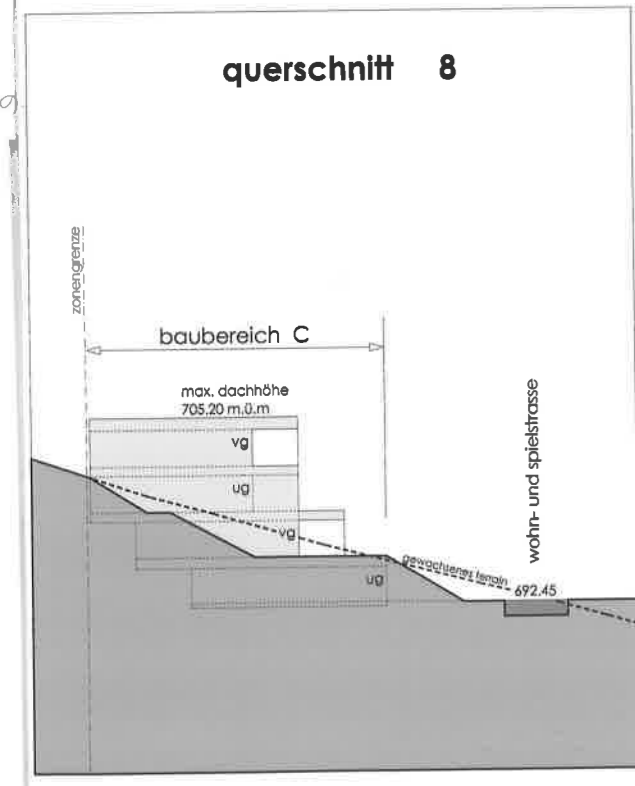 querschnitt 8
zonengrenze
baubereich C
max. dachhöhe
705.20 m.ü.m
vg
ug
vg
ug
gewachsenes terrain
692.45
wohn- und spielstrasse